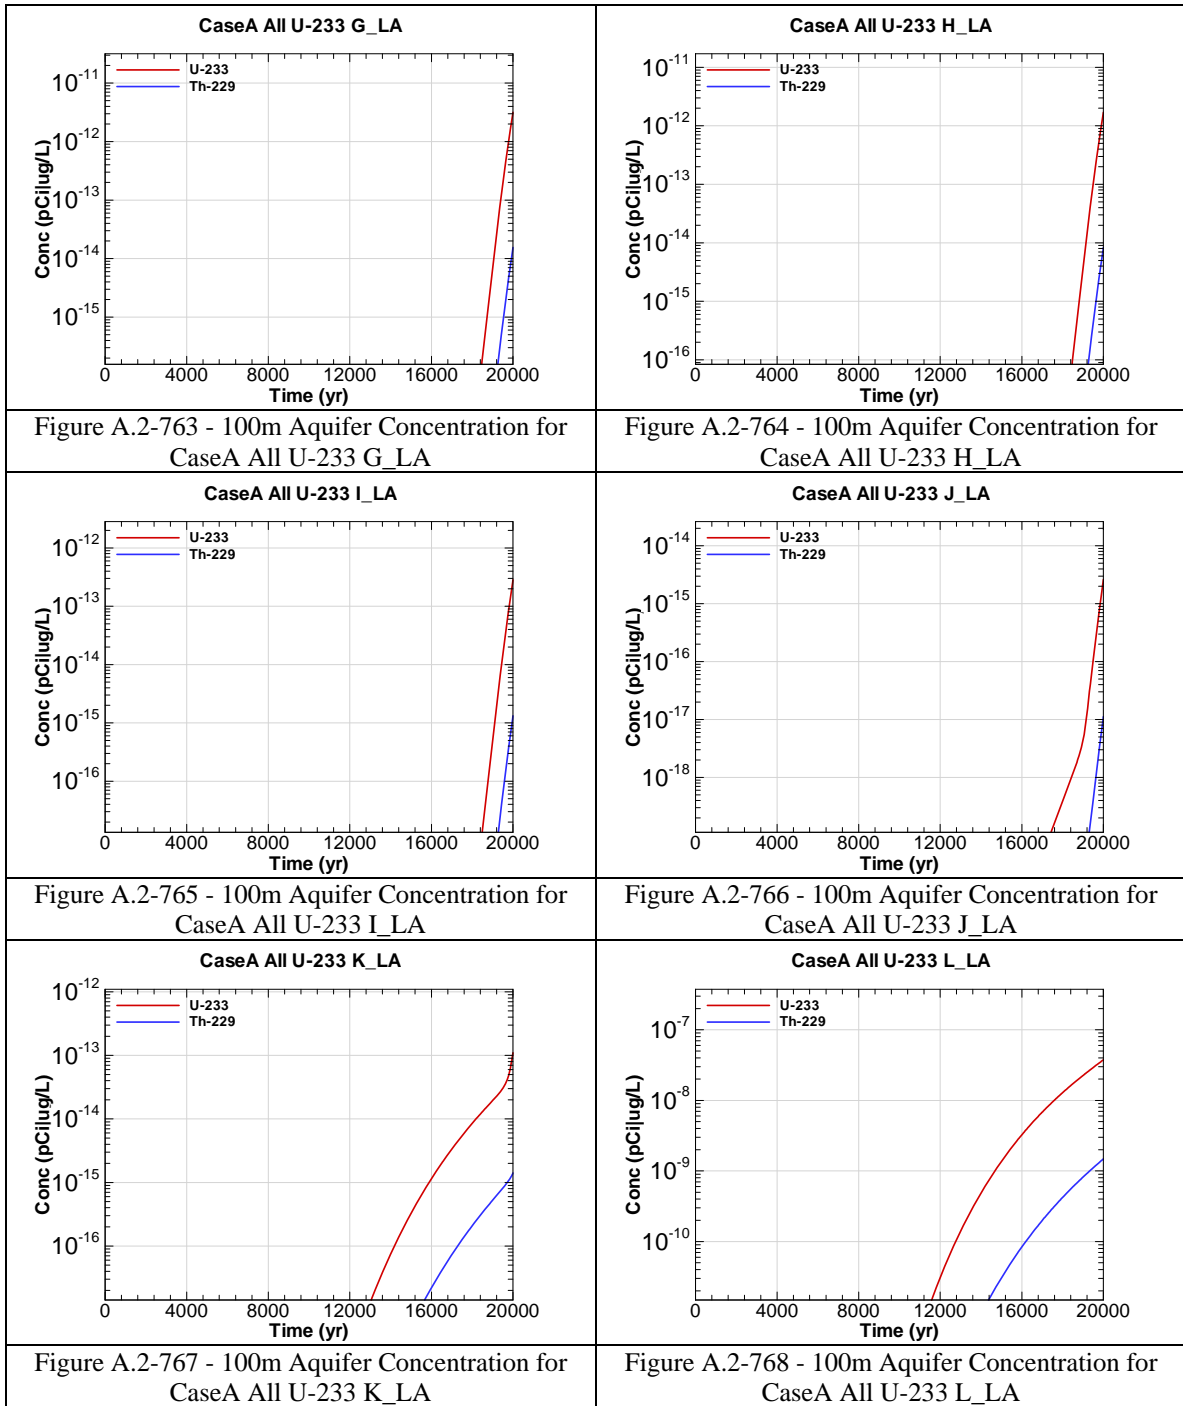 CaseA All U-233 G_LA
U-233
Th-229
10-11
10-12
10-13
10-14
10-15
Conc (pCi|ug/L)
0 4000 8000 12000 16000 20000
Time (yr)
Figure A.2-763 - 100m Aquifer Concentration for
CaseA All U-233 G_LA
CaseA All U-233 H_LA
U-233
Th-229
10-11
10-12
10-13
10-14
10-15
10-16
Conc (pCi|ug/L)
0 4000 8000 12000 16000 20000
Time (yr)
Figure A.2-764 - 100m Aquifer Concentration for
CaseA All U-233 H_LA
CaseA All U-233 I_LA
U-233
Th-229
10-12
10-13
10-14
10-15
10-16
Conc (pCi|ug/L)
0 4000 8000 12000 16000 20000
Time (yr)
Figure A.2-765 - 100m Aquifer Concentration for
CaseA All U-233 I_LA
CaseA All U-233 J_LA
U-233
Th-229
10-14
10-15
10-16
10-17
10-18
Conc (pCi|ug/L)
0 4000 8000 12000 16000 20000
Time (yr)
Figure A.2-766 - 100m Aquifer Concentration for
CaseA All U-233 J_LA
CaseA All U-233 K_LA
U-233
Th-229
10-12
10-13
10-14
10-15
10-16
Conc (pCi|ug/L)
0 4000 8000 12000 16000 20000
Time (yr)
Figure A.2-767 - 100m Aquifer Concentration for
CaseA All U-233 K_LA
CaseA All U-233 L_LA
U-233
Th-229
10-7
10-8
10-9
10-10
Conc (pCi|ug/L)
0 4000 8000 12000 16000 20000
Time (yr)
Figure A.2-768 - 100m Aquifer Concentration for
CaseA All U-233 L_LA